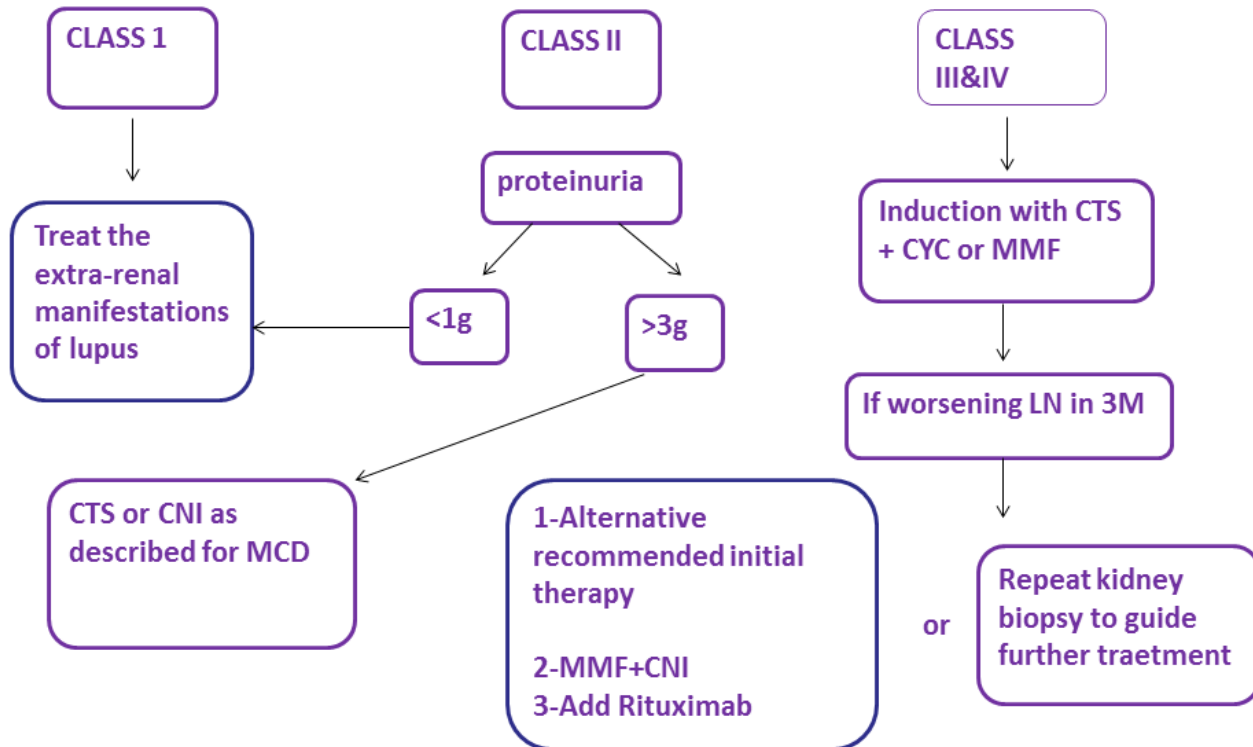 CLASS 1
CLASS II
CLASS
III&IV
proteinuria
Treat the
extra-renal
manifestations
of lupus
<1g
>3g
Induction with CTS
+ CYC or MMF
If worsening LN in 3M
CTS or CNI as
described for MCD
1-Alternative
recommended initial
therapy
2-MMF+CNI
3-Add Rituximab
or
Repeat kidney
biopsy to guide
further traetment